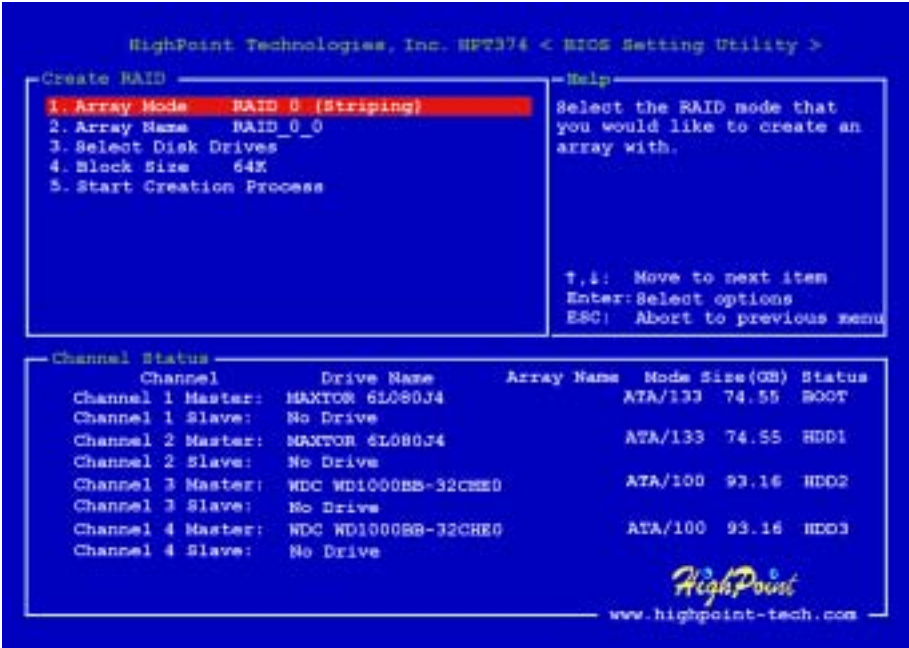 HighPoint Technologies, Inc. HPT374 < BIOS Setting Utility >
Create RAID
1. Array Mode RAID 0 (Striping)
2. Array Name RAID_0_0
3. Select Disk Drives
4. Block Size 64K
5. Start Creation Process
Help
Select the RAID mode that
you would like to create an
array with.
↑,↓: Move to next item
Enter: Select options
ESC: Abort to previous menu
Channel Status
Channel Drive Name Array Name Mode Size(GB) Status
Channel 1 Master: MAXTOR 6L080J4 ATA/133 74.55 BOOT
Channel 1 Slave: No Drive
Channel 2 Master: MAXTOR 6L080J4 ATA/133 74.55 HDD1
Channel 2 Slave: No Drive
Channel 3 Master: WDC WD1000BB-32CHE0 ATA/100 93.16 HDD2
Channel 3 Slave: No Drive
Channel 4 Master: WDC WD1000BB-32CHE0 ATA/100 93.16 HDD3
Channel 4 Slave: No Drive
HighPoint
www.highpoint-tech.com